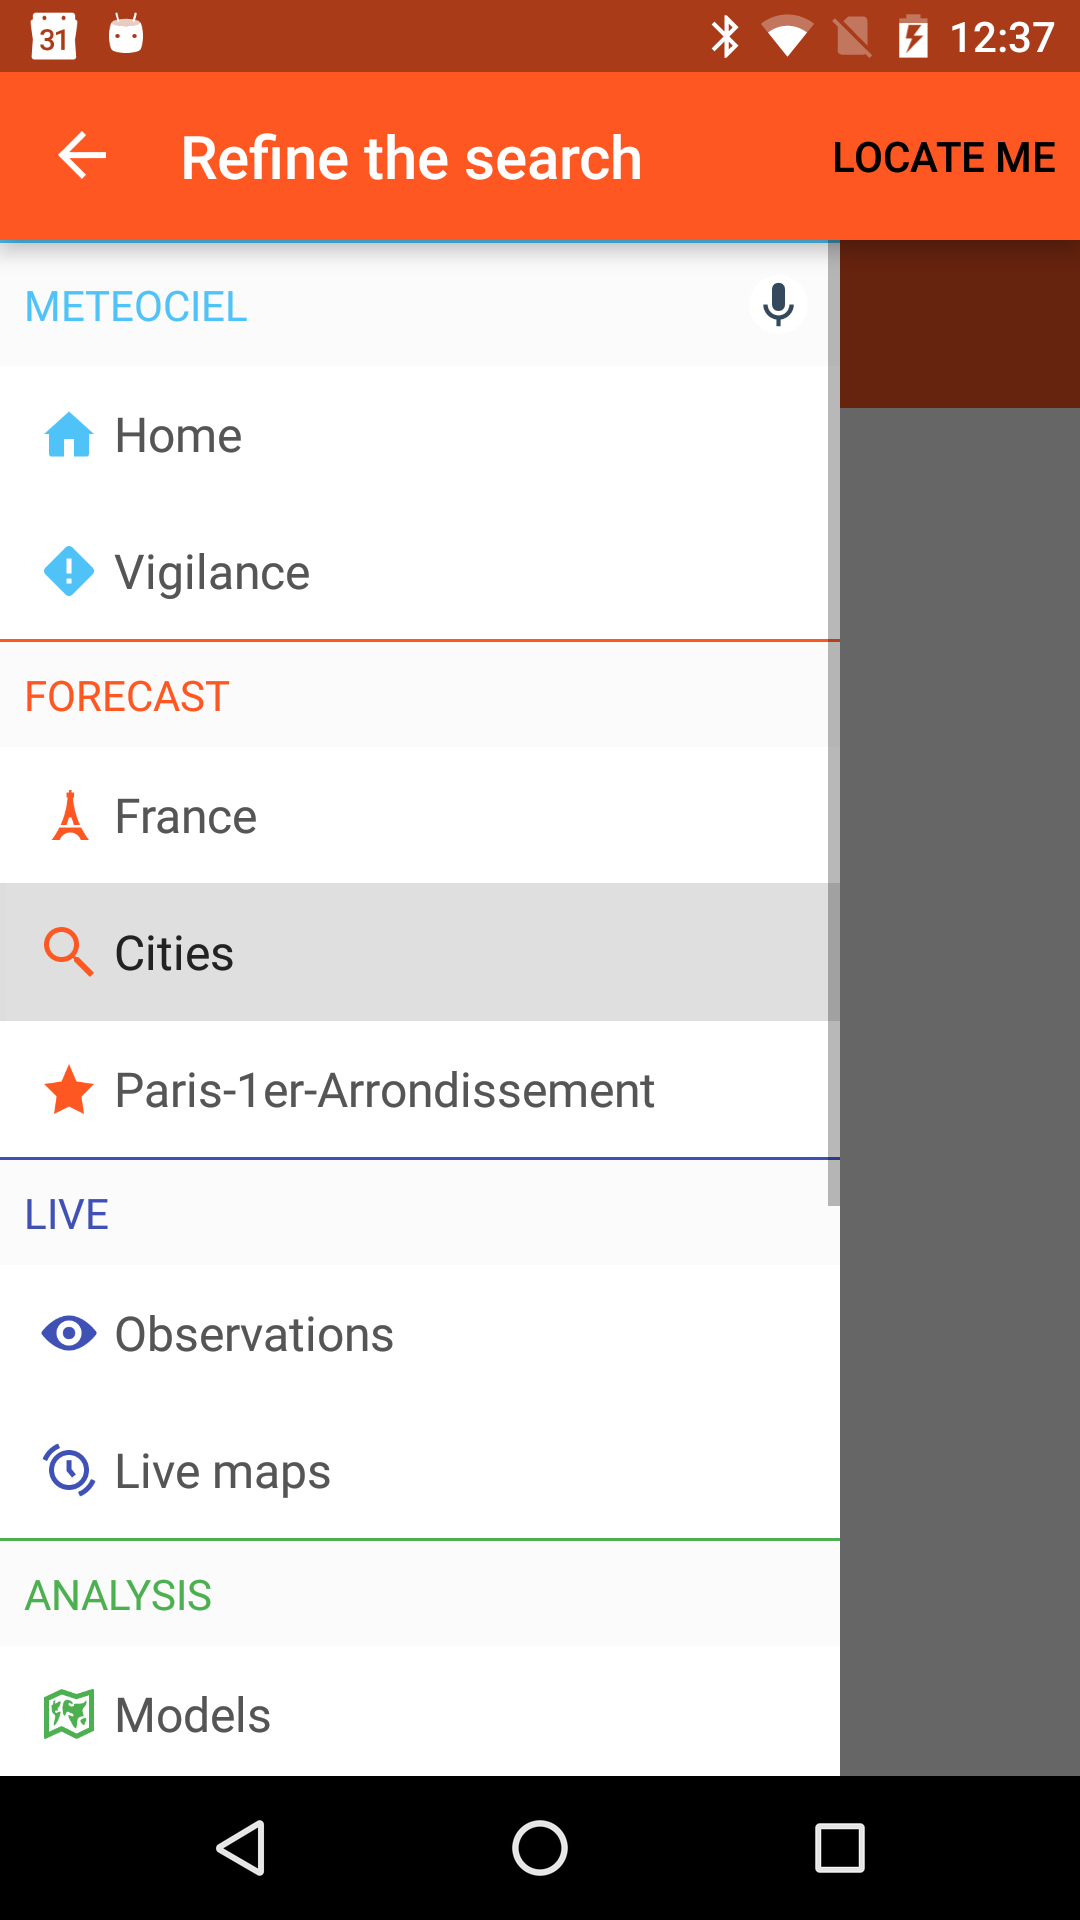 31
12:37
Refine the search
LOCATE ME
METEOCIEL
Home
Vigilance
FORECAST
France
Cities
Paris-1er-Arrondissement
LIVE
Observations
Live maps
ANALYSIS
Models